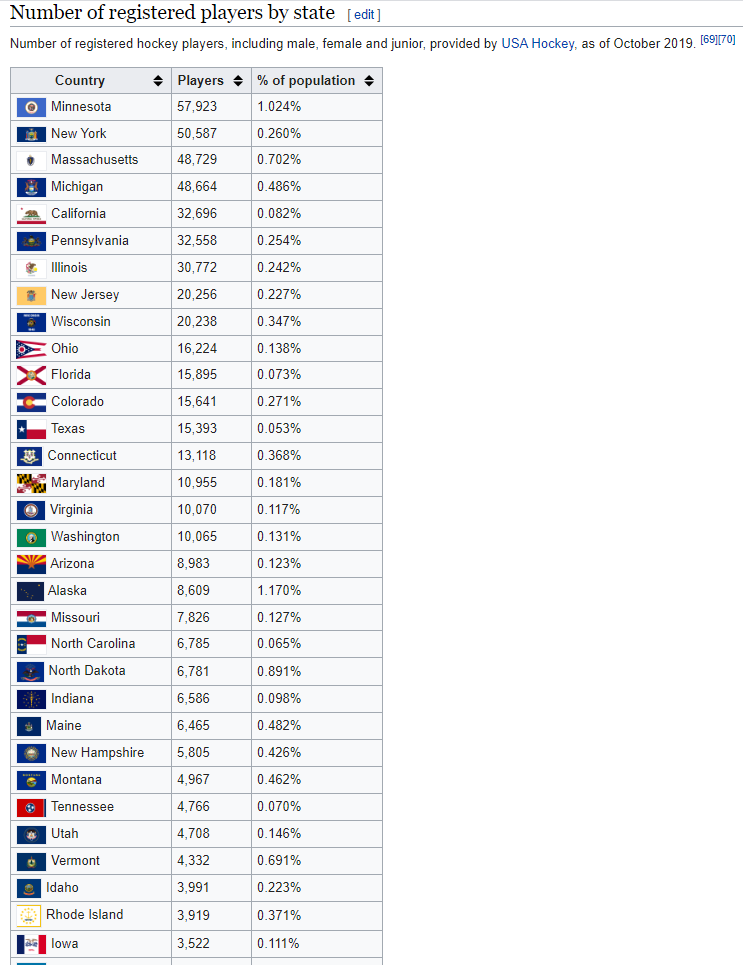 Number of registered players by state [ edit ]
Number of registered hockey players, including male, female and junior, provided by USA Hockey, as of October 2019. [69][70]
Country Players % of population
Minnesota 57,923 1.024%
New York 50,587 0.260%
Massachusetts 48,729 0.702%
Michigan 48,664 0.486%
California 32,696 0.082%
Pennsylvania 32,558 0.254%
Illinois 30,772 0.242%
New Jersey 20,256 0.227%
Wisconsin 20,238 0.347%
Ohio 16,224 0.138%
Florida 15,895 0.073%
Colorado 15,641 0.271%
Texas 15,393 0.053%
Connecticut 13,118 0.368%
Maryland 10,955 0.181%
Virginia 10,070 0.117%
Washington 10,065 0.131%
Arizona 8,983 0.123%
Alaska 8,609 1.170%
Missouri 7,826 0.127%
North Carolina 6,785 0.065%
North Dakota 6,781 0.891%
Indiana 6,586 0.098%
Maine 6,465 0.482%
New Hampshire 5,805 0.426%
Montana 4,967 0.462%
Tennessee 4,766 0.070%
Utah 4,708 0.146%
Vermont 4,332 0.691%
Idaho 3,991 0.223%
Rhode Island 3,919 0.371%
Iowa 3,522 0.111%